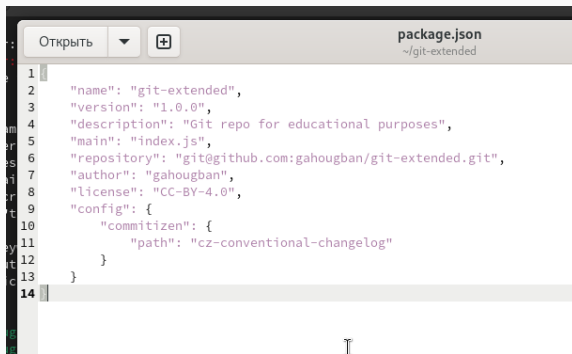 Открыть
package.json
~/git-extended
1 {
2 "name": "git-extended",
3 "version": "1.0.0",
4 "description": "Git repo for educational purposes",
5 "main": "index.js",
6 "repository": "git@github.com:gahougban/git-extended.git",
7 "author": "gahougban",
8 "license": "CC-BY-4.0",
9 "config": {
10 "commitizen": {
11 "path": "cz-conventional-changelog"
12 }
13 }
14 }